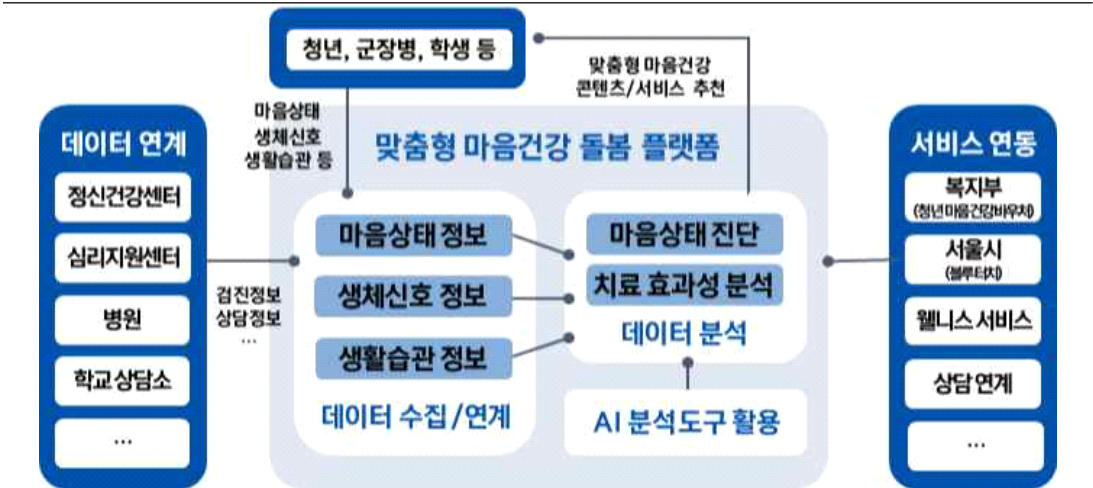 청년, 군장병, 학생 등
맞춤형 마음건강
콘텐츠/서비스 추천
마음상태
생체신호
생활습관 등
데이터 연계
정신건강센터
심리지원센터
병원
학교 상담소
...
검진정보
상담정보
...
맞춤형 마음건강 돌봄 플랫폼
마음상태 정보
생체신호 정보
생활습관 정보
데이터 수집/연계
마음상태 진단
치료 효과성 분석
데이터 분석
AI 분석도구 활용
서비스 연동
복지부
(청년마음건강바우처)
서울시
(블루터치)
웰니스 서비스
상담 연계
...